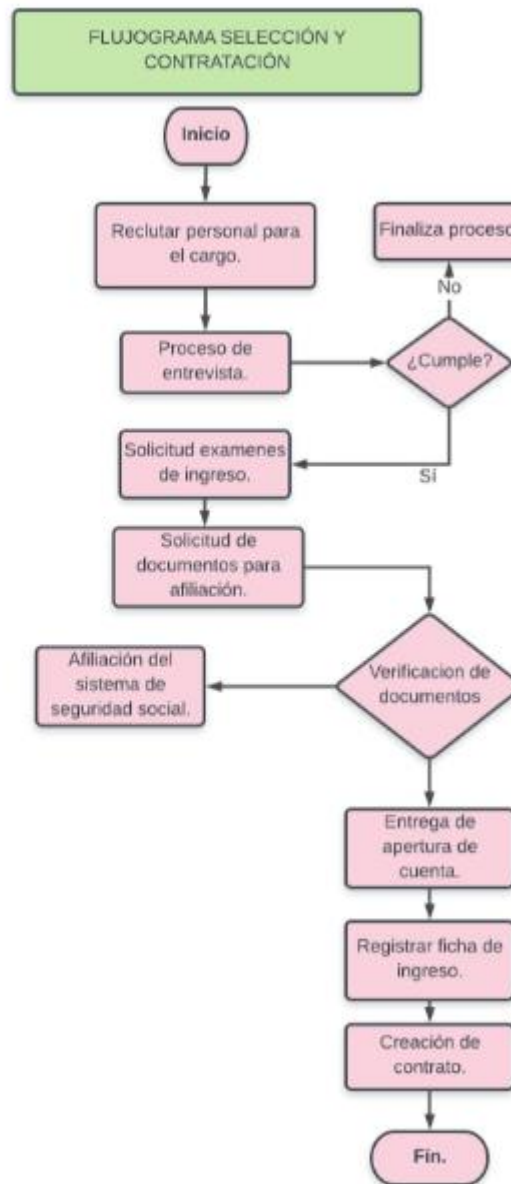 FLUJOGRAMA SELECCIÓN Y
CONTRATACIÓN
Inicio
Reclutar personal para
el cargo.
Finaliza proceso
No
Proceso de
entrevista.
¿Cumple?
Sí
Solicitud examenes
de ingreso.
Solicitud de
documentos para
afiliación.
Afiliación del
sistema de
seguridad social.
Verificacion de
documentos
Entrega de
apertura de
cuenta.
Registrar ficha de
ingreso.
Creación de
contrato.
Fin.